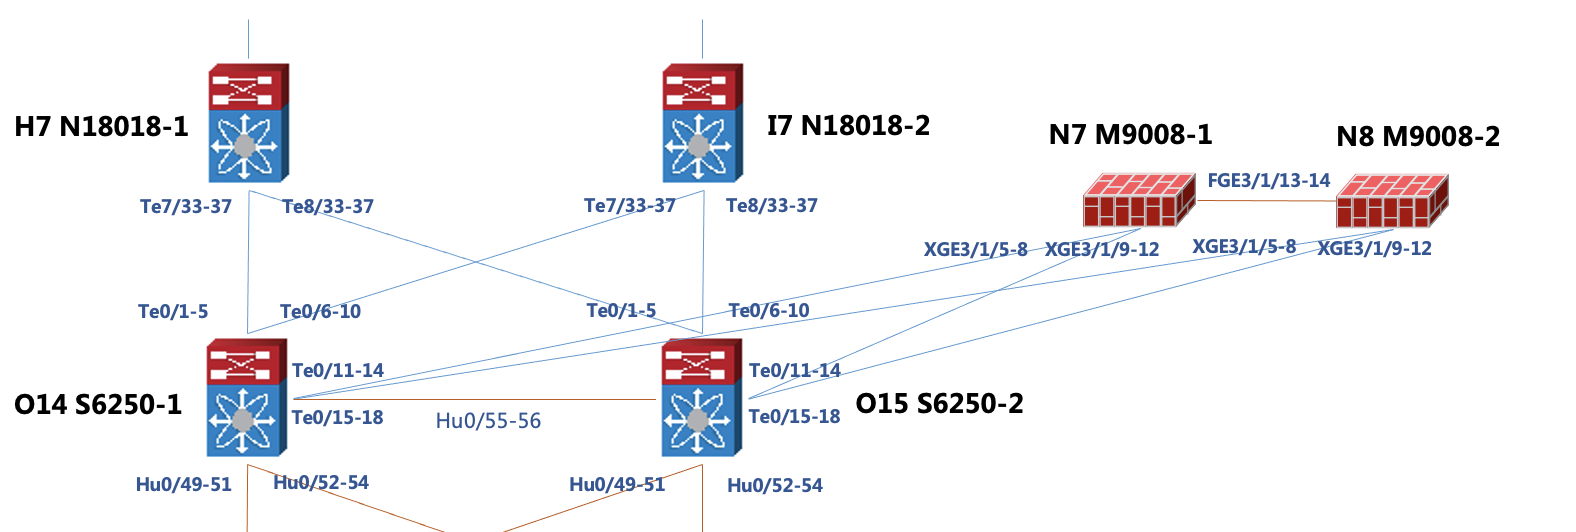 H7 N18018-1
I7 N18018-2
N7 M9008-1
N8 M9008-2
FGE3/1/13-14
Te7/33-37
Te8/33-37
Te7/33-37
Te8/33-37
XGE3/1/5-8
XGE3/1/9-12
XGE3/1/5-8
XGE3/1/9-12
Te0/1-5
Te0/6-10
Te0/1-5
Te0/6-10
Te0/11-14
Te0/11-14
O14 S6250-1
O15 S6250-2
Te0/15-18
Hu0/55-56
Te0/15-18
Hu0/49-51
Hu0/52-54
Hu0/49-51
Hu0/52-54